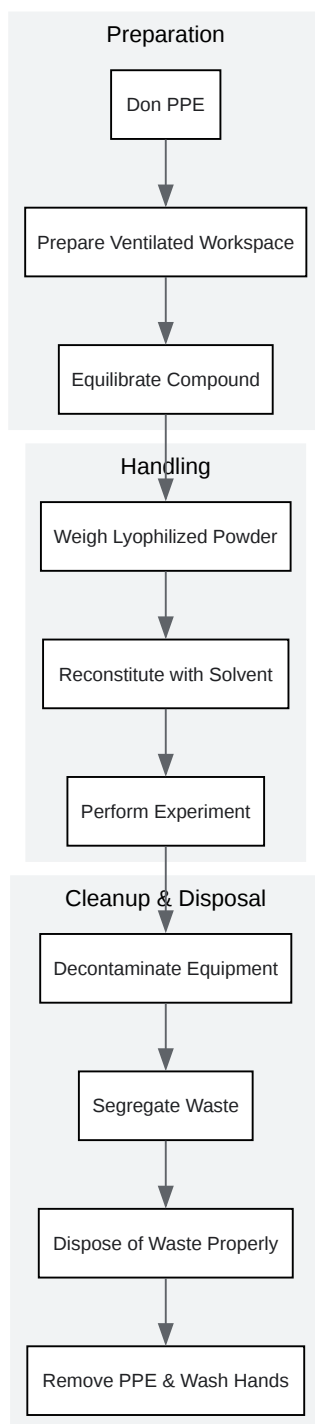 Preparation
Don PPE
Prepare Ventilated Workspace
Equilibrate Compound
Handling
Weigh Lyophilized Powder
Reconstitute with Solvent
Perform Experiment
Cleanup & Disposal
Decontaminate Equipment
Segregate Waste
Dispose of Waste Properly
Remove PPE & Wash Hands